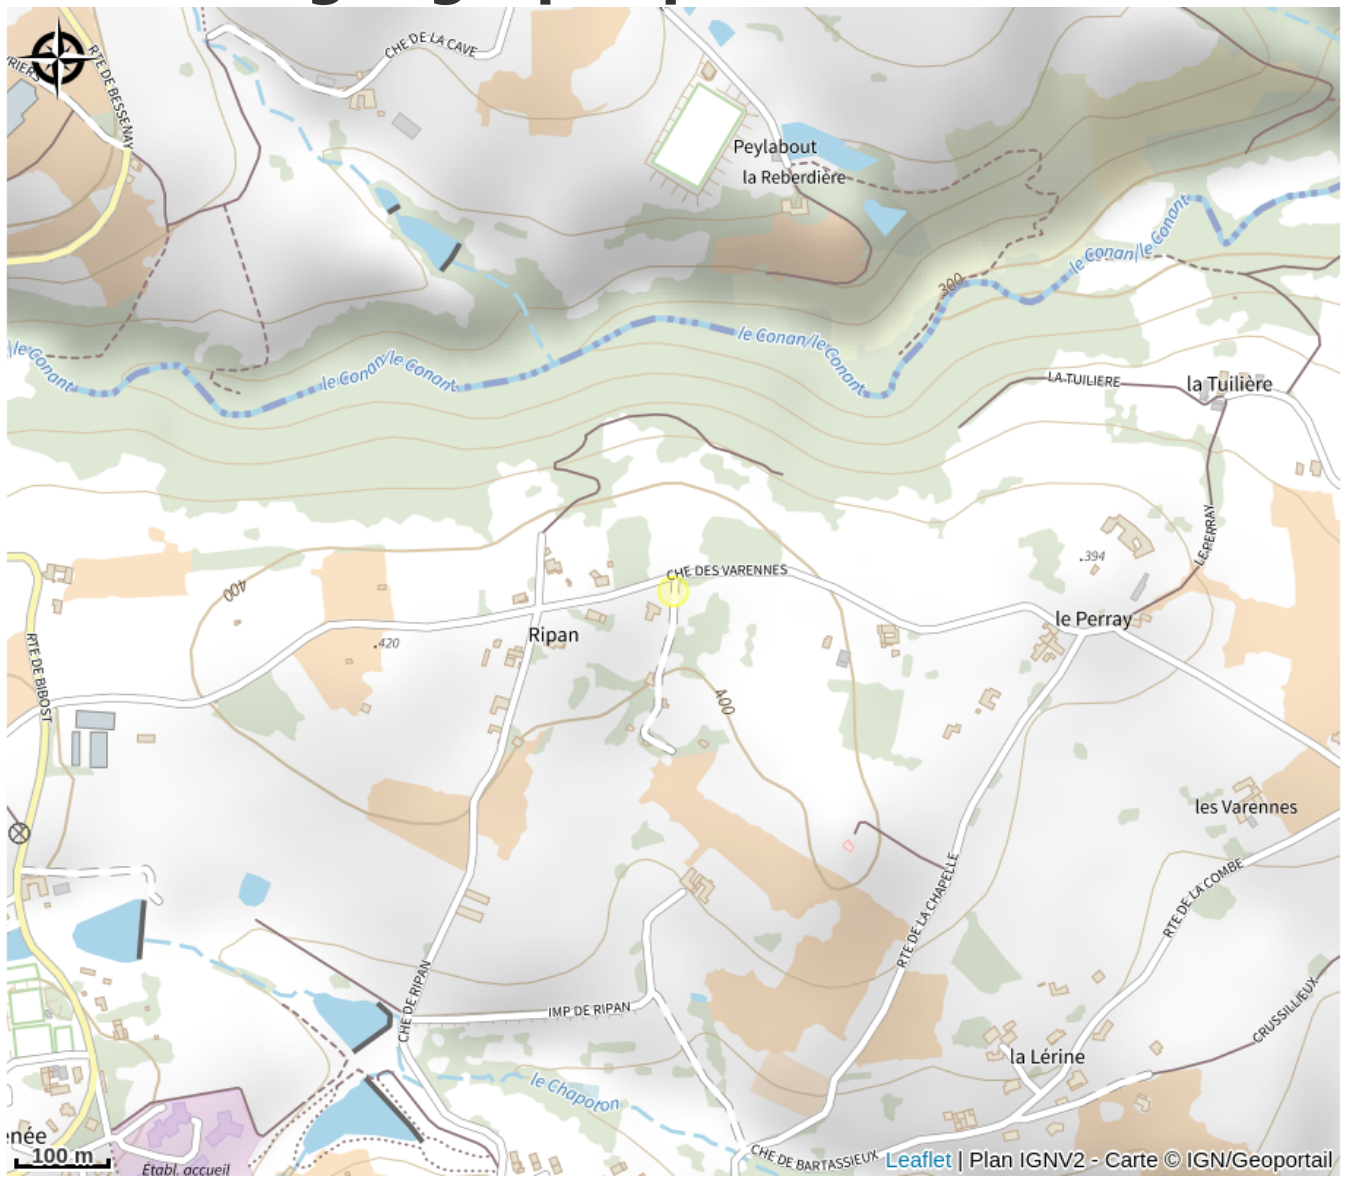 CHE DE LA CAVE
RTE DE BESSENAY
RIERS
Peylabout
la Reberdière
le Conan/le Conant
300
le Conant
le Conan/le Conant
le Conan/le Conant
LA TUILIERE
la Tuilière
LE PERRAY
.394
CHE DES VARENNES
400
le Perray
Ripan
.420
RTE DE BIBOST
400
les Varennes
RTE DE LA COMBE
RTE DE LA CHAPELLE
CHE DE RIPAN
IMP DE RIPAN
CRUSSILLIEUX
la Lérine
le Chapoton
enée
100 m
Établ. accueil
CHE DE BARTASSIEUX
Leaflet | Plan IGNV2 - Carte © IGN/Geoportail